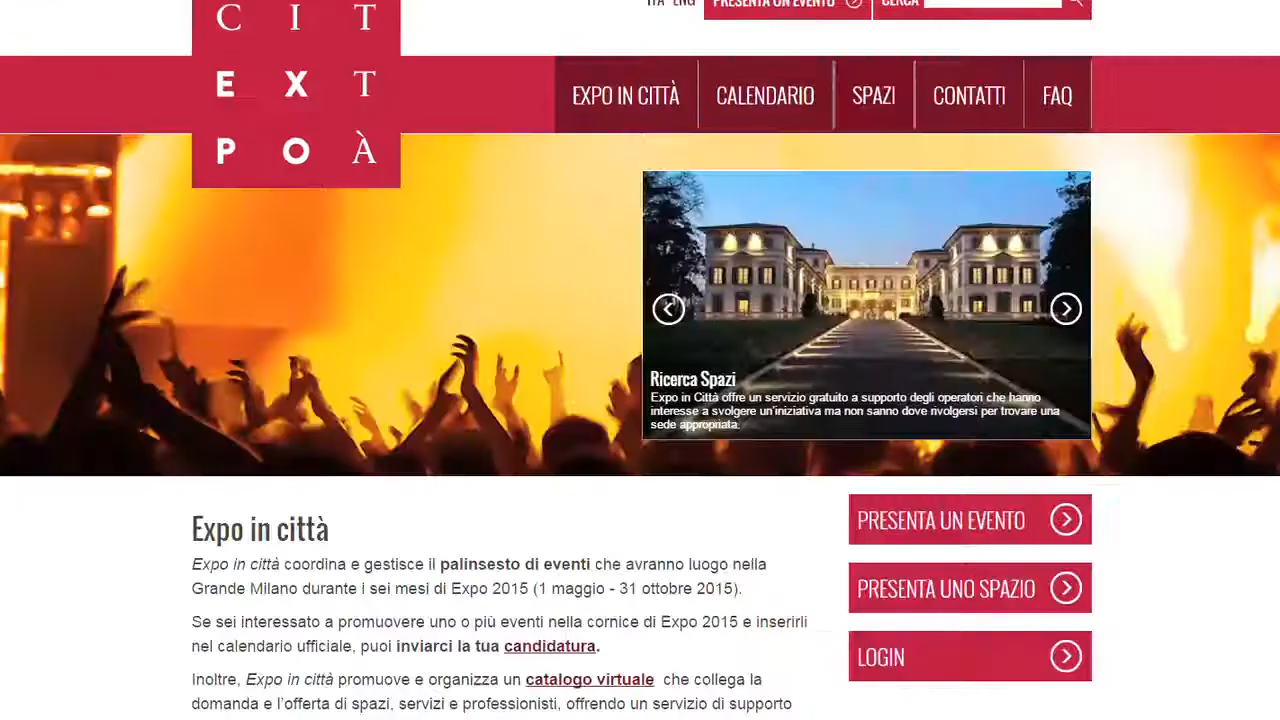 ITA ENG
PRESENTA UN EVENTO
CERCA
C I T
E X T
P O À
EXPO IN CITTÀ
CALENDARIO
SPAZI
CONTATTI
FAQ
Ricerca Spazi
Expo in Città offre un servizio gratuito a supporto degli operatori che hanno
interesse a svolgere un'iniziativa ma non sanno dove rivolgersi per trovare una
sede appropriata.
Expo in città
Expo in città coordina e gestisce il palinsesto di eventi che avranno luogo nella
Grande Milano durante i sei mesi di Expo 2015 (1 maggio - 31 ottobre 2015).
Se sei interessato a promuovere uno o più eventi nella cornice di Expo 2015 e inserirli
nel calendario ufficiale, puoi inviarci la tua candidatura.
Inoltre, Expo in città promuove e organizza un catalogo virtuale che collega la
domanda e l'offerta di spazi, servizi e professionisti, offrendo un servizio di supporto
PRESENTA UN EVENTO
PRESENTA UNO SPAZIO
LOGIN